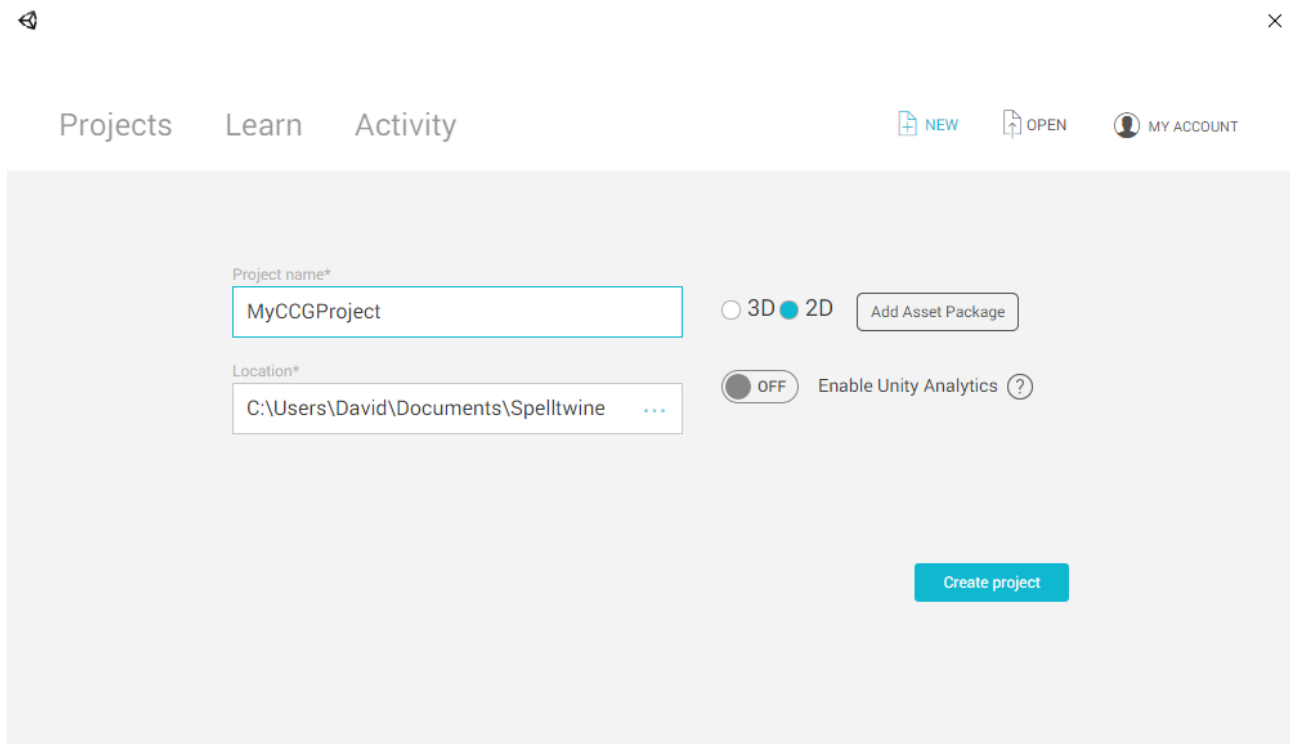 Projects Learn Activity NEW OPEN MY ACCOUNT
Project name*
MyCCGProject
3D 2D Add Asset Package
Location*
C:\Users\David\Documents\Spelltwine ...
OFF Enable Unity Analytics ?
Create project